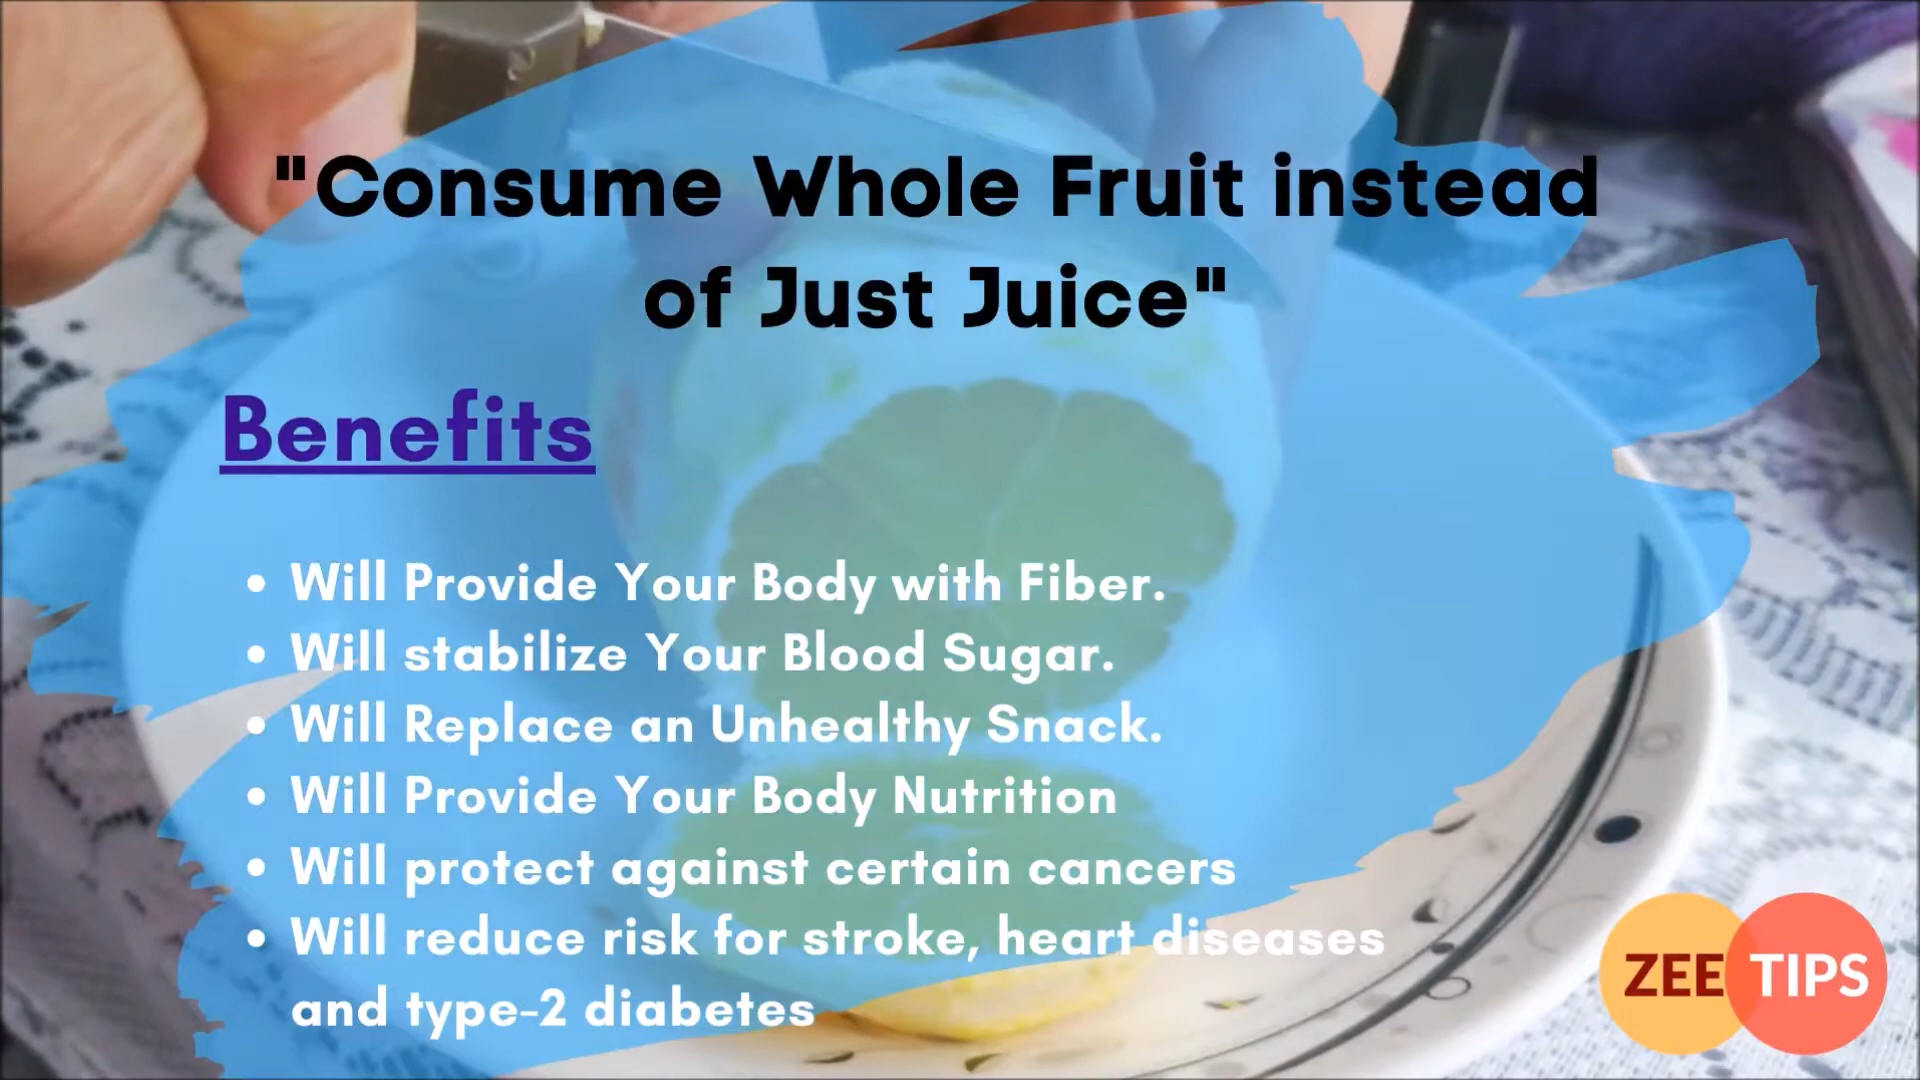 "Consume Whole Fruit instead
of Just Juice"
Benefits
• Will Provide Your Body with Fiber.
• Will stabilize Your Blood Sugar.
• Will Replace an Unhealthy Snack.
• Will Provide Your Body Nutrition
• Will protect against certain cancers
• Will reduce risk for stroke, heart diseases
and type-2 diabetes
ZEE TIPS